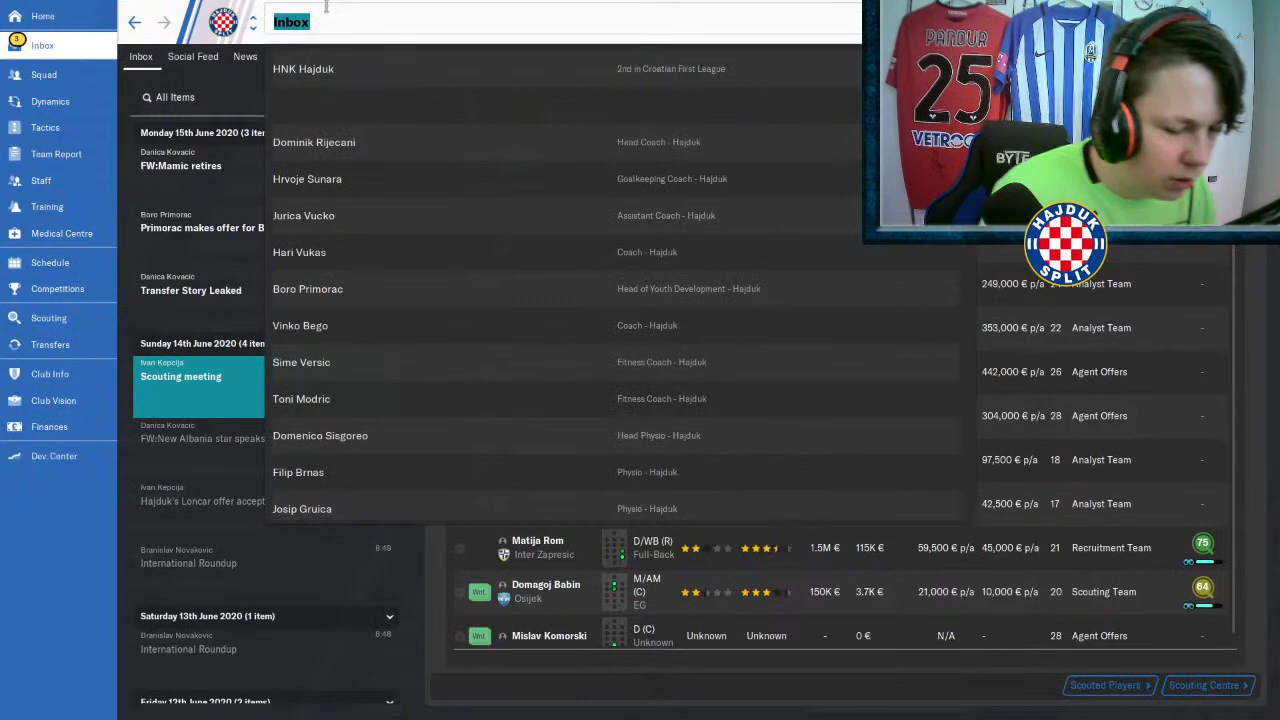 Home
3
Inbox
Squad
Dynamics
Tactics
Team Report
Staff
Training
Medical Centre
Schedule
Competitions
Scouting
Transfers
Club Info
Club Vision
Finances
Dev. Center
Inbox
Inbox Social Feed News
All Items
Monday 15th June 2020 (3 iter
Danica Kovacic
FW:Mamic retires
Boro Primorac
Primorac makes offer for B
Danica Kovacic
Transfer Story Leaked
Sunday 14th June 2020 (4 iten
Ivan Kepcija
Scouting meeting
Danica Kovacic
FW:New Albania star speaks
Ivan Kepcija
Hajduk's Loncar offer accept
Branislav Novakovic 8:49
International Roundup
Saturday 13th June 2020 (1 item)
Branislav Novakovic 8:48
International Roundup
Friday 12th June 2020 (2 items)
HNK Hajduk 2nd in Croatian First League
Dominik Rijecani Head Coach - Hajduk
Hrvoje Sunara Goalkeeping Coach - Hajduk
Jurica Vucko Assistant Coach - Hajduk
Hari Vukas Coach - Hajduk
Boro Primorac Head of Youth Development - Hajduk
Vinko Bego Coach - Hajduk
Sime Versic Fitness Coach - Hajduk
Toni Modric Fitness Coach - Hajduk
Domenico Sisgoreo Head Physio - Hajduk
Filip Brnas Physio - Hajduk
Josip Gruica Physio - Hajduk
PANDUR
25
VETRO
BYTE
HAJDUK
SPLIT
249,000 € p/a Analyst Team -
353,000 € p/a 22 Analyst Team -
442,000 € p/a 26 Agent Offers -
304,000 € p/a 28 Agent Offers -
97,500 € p/a 18 Analyst Team -
42,500 € p/a 17 Analyst Team -
Matija Rom
Inter Zapresic
D/WB (R)
Full-Back
1.5M € 115K € 59,500 € p/a 45,000 € p/a 21 Recruitment Team 75
Wnt Domagoj Babin
Osijek
M/AM
(C)
EG
150K € 3.7K € 21,000 € p/a 10,000 € p/a 20 Scouting Team 64
Wnt Mislav Komorski
D (C)
Unknown
Unknown Unknown - 0 € N/A - 28 Agent Offers -
Scouted Players > Scouting Centre >